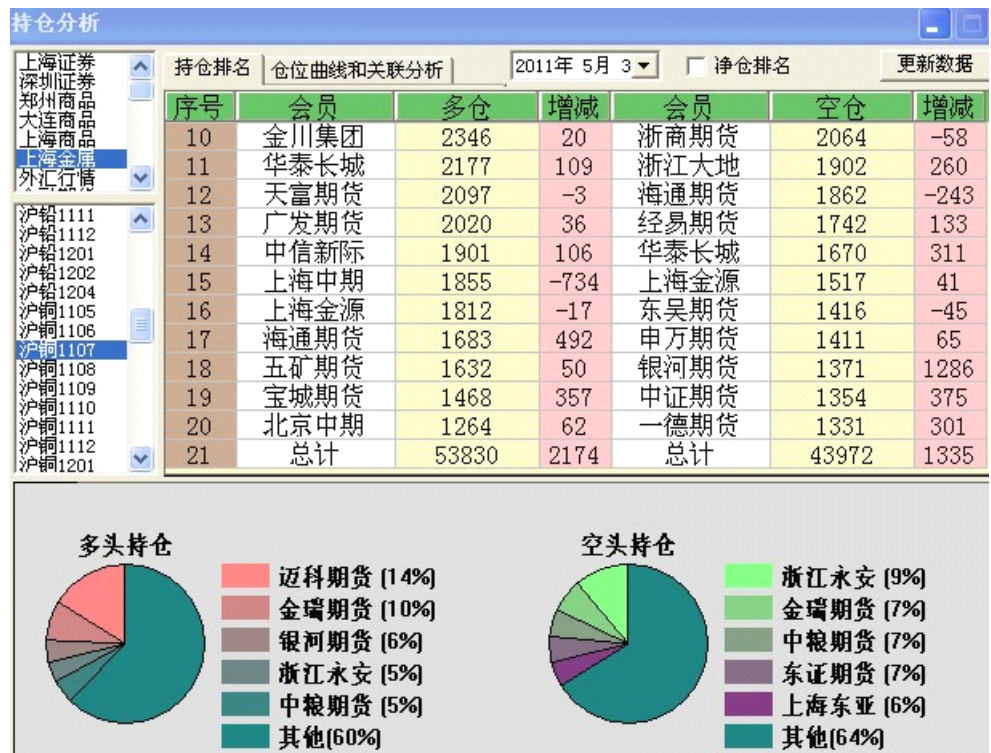 持仓分析
上海证券
深圳证券
郑州商品
大连商品
上海商品
上海金属
外汇行情
持仓排名 仓位曲线和关联分析 2011年 5月 3 净仓排名 更新数据
序号 会员 多仓 增减 会员 空仓 增减
10 金川集团 2346 20 浙商期货 2064 -58
11 华泰长城 2177 109 浙江大地 1902 260
12 天富期货 2097 -3 海通期货 1862 -243
13 广发期货 2020 36 经易期货 1742 133
14 中信新际 1901 106 华泰长城 1670 311
15 上海中期 1855 -734 上海金源 1517 41
16 上海金源 1812 -17 东吴期货 1416 -45
17 海通期货 1683 492 申万期货 1411 65
18 五矿期货 1632 50 银河期货 1371 1286
19 宝城期货 1468 357 中证期货 1354 375
20 北京中期 1264 62 一德期货 1331 301
21 总计 53830 2174 总计 43972 1335
沪铅1111
沪铅1112
沪铅1201
沪铅1202
沪铅1204
沪铜1105
沪铜1106
沪铜1107
沪铜1108
沪铜1109
沪铜1110
沪铜1111
沪铜1112
沪铜1201
多头持仓
迈科期货 (14%)
金瑞期货 (10%)
银河期货 (6%)
浙江永安 (5%)
中粮期货 (5%)
其他(60%)
空头持仓
浙江永安 (9%)
金瑞期货 (7%)
中粮期货 (7%)
东证期货 (7%)
上海东亚 (6%)
其他(64%)